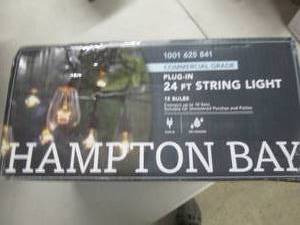 1001 625 841
COMMERCIAL GRADE
PLUG-IN
24 FT STRING LIGHT
12 BULBS
HAMPTON BAY